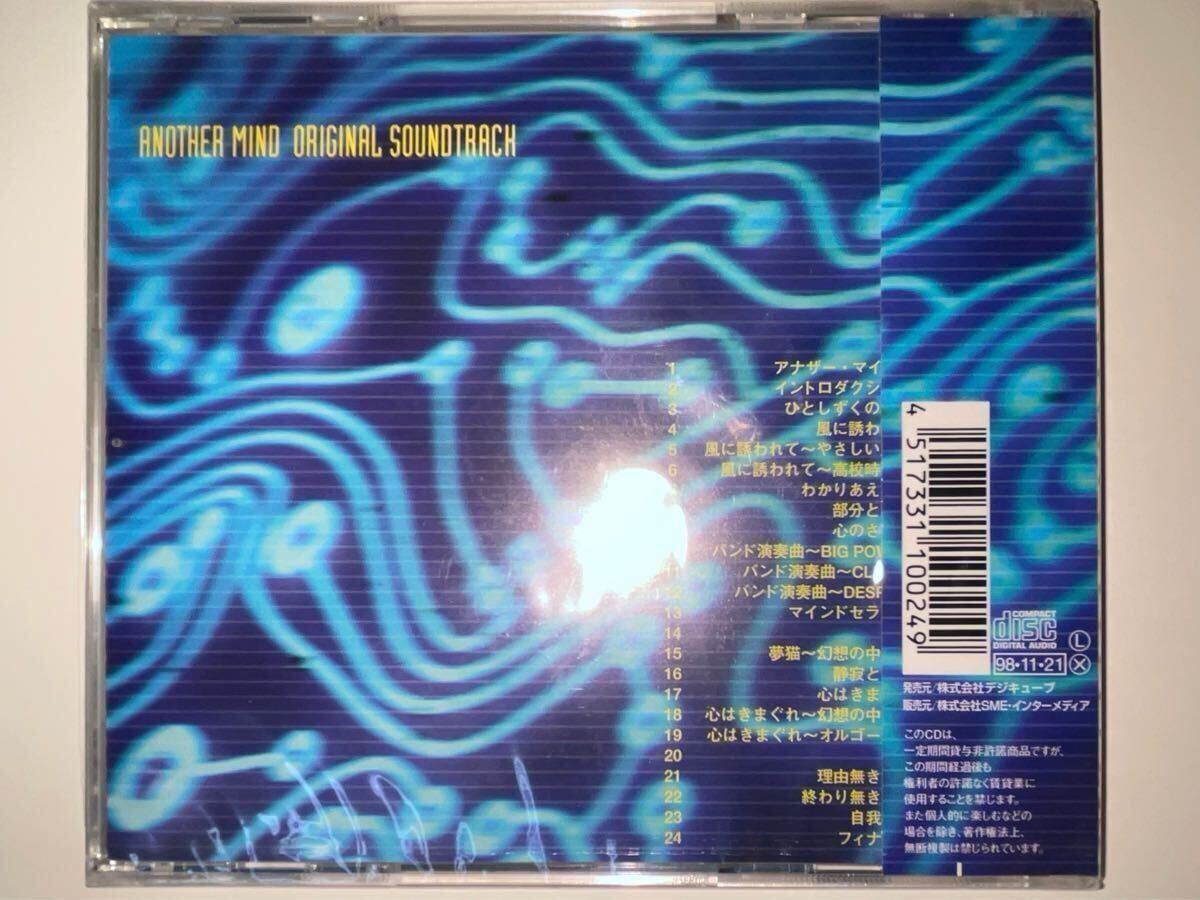 ANOTHER MIND ORIGINAL SOUNDTRACK
1 アナザー・マイ
2 イントロダクシ
3 ひとしずくの
4 風に誘わ
5 風に誘われて〜やさしい
6 風に誘われて〜高校時
わかりあえ
部分と
心のさ
バンド演奏曲〜BIG POW
バンド演奏曲〜CL
12 バンド演奏曲〜DESP
13 マインドセラ
14
15 夢猫〜幻想の中
16 静寂と
17 心はきま
18 心はきまぐれ〜幻想の中
19 心はきまぐれ〜オルゴー
20
21 理由無き
22 終わり無き
23 自我
24 フィナ
4 517331 100249
COMPACT
disc
DIGITAL AUDIO
L
98・11・21
X
発売元/株式会社デジキューブ
販売元/株式会社SME・インターメディア
このCDは、
一定期間貸与非許諾商品ですが、
この期間経過後も
権利者の許諾なく賃貸業に
使用することを禁じます。
また個人的に楽しむなどの
場合を除き、著作権法上、
無断複製は禁じられています。